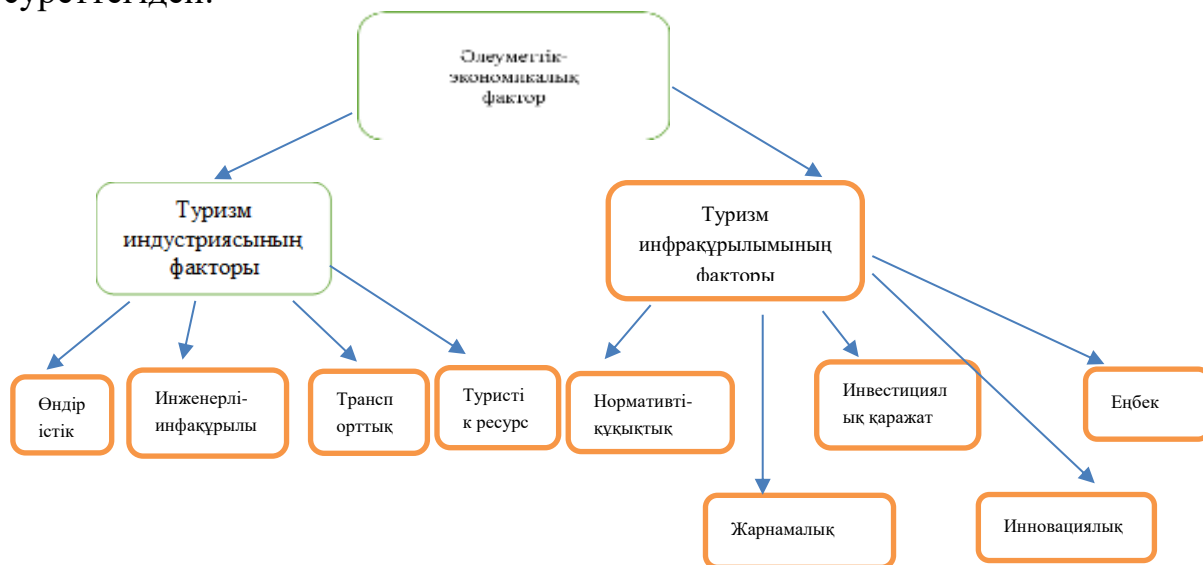 суреттегідей:
Әлеуметтік-
экономикалық
фактор
Туризм
индустриясының
факторы
Туризм
инфрақұрылымының
факторы
Өндір
істік
Инженерлі-
инфақұрылы
Трансп
орттық
Туристі
к ресурс
Нормативті-
құқықтық
Инвестициял
ық қаражат
Еңбек
Жарнамалық
Инновациялық